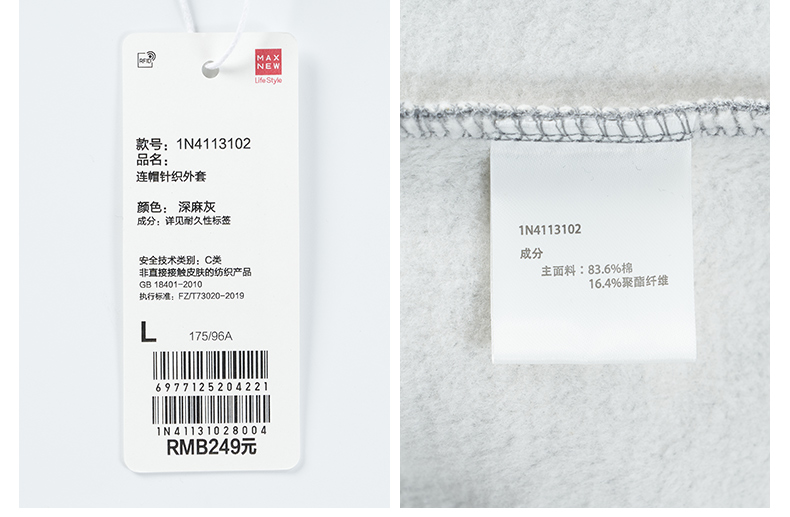 RFID
MAX
NEW
Life Style
款号：1N4113102
品名：
连帽针织外套
颜色： 深麻灰
成分：详见耐久性标签
安全技术类别：C类
非直接接触皮肤的纺织产品
GB 18401-2010
执行标准：FZ/T73020-2019
L 175/96A
6977125204221
1N41131028004
RMB249元
1N4113102
成分
主面料：83.6%棉
16.4%聚酯纤维